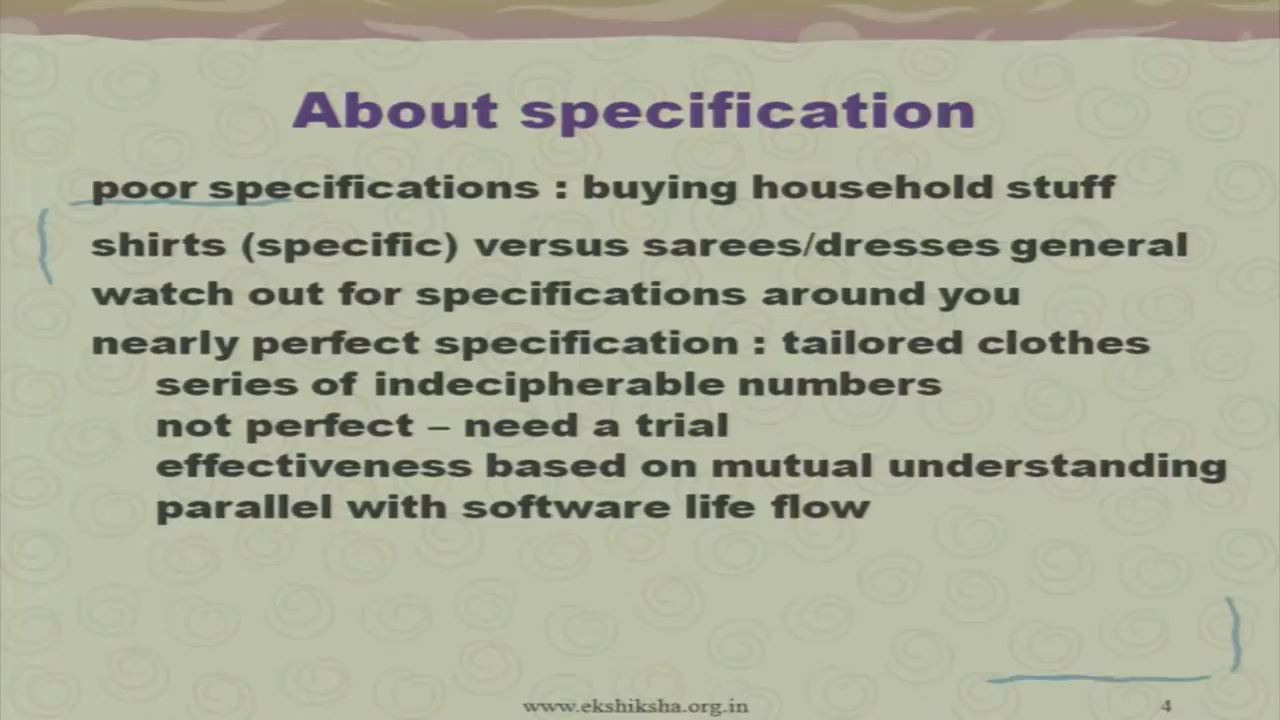 About specification
poor specifications : buying household stuff
shirts (specific) versus sarees/dresses general
watch out for specifications around you
nearly perfect specification : tailored clothes
series of indecipherable numbers
not perfect – need a trial
effectiveness based on mutual understanding
parallel with software life flow
www.ekshiksha.org.in
4